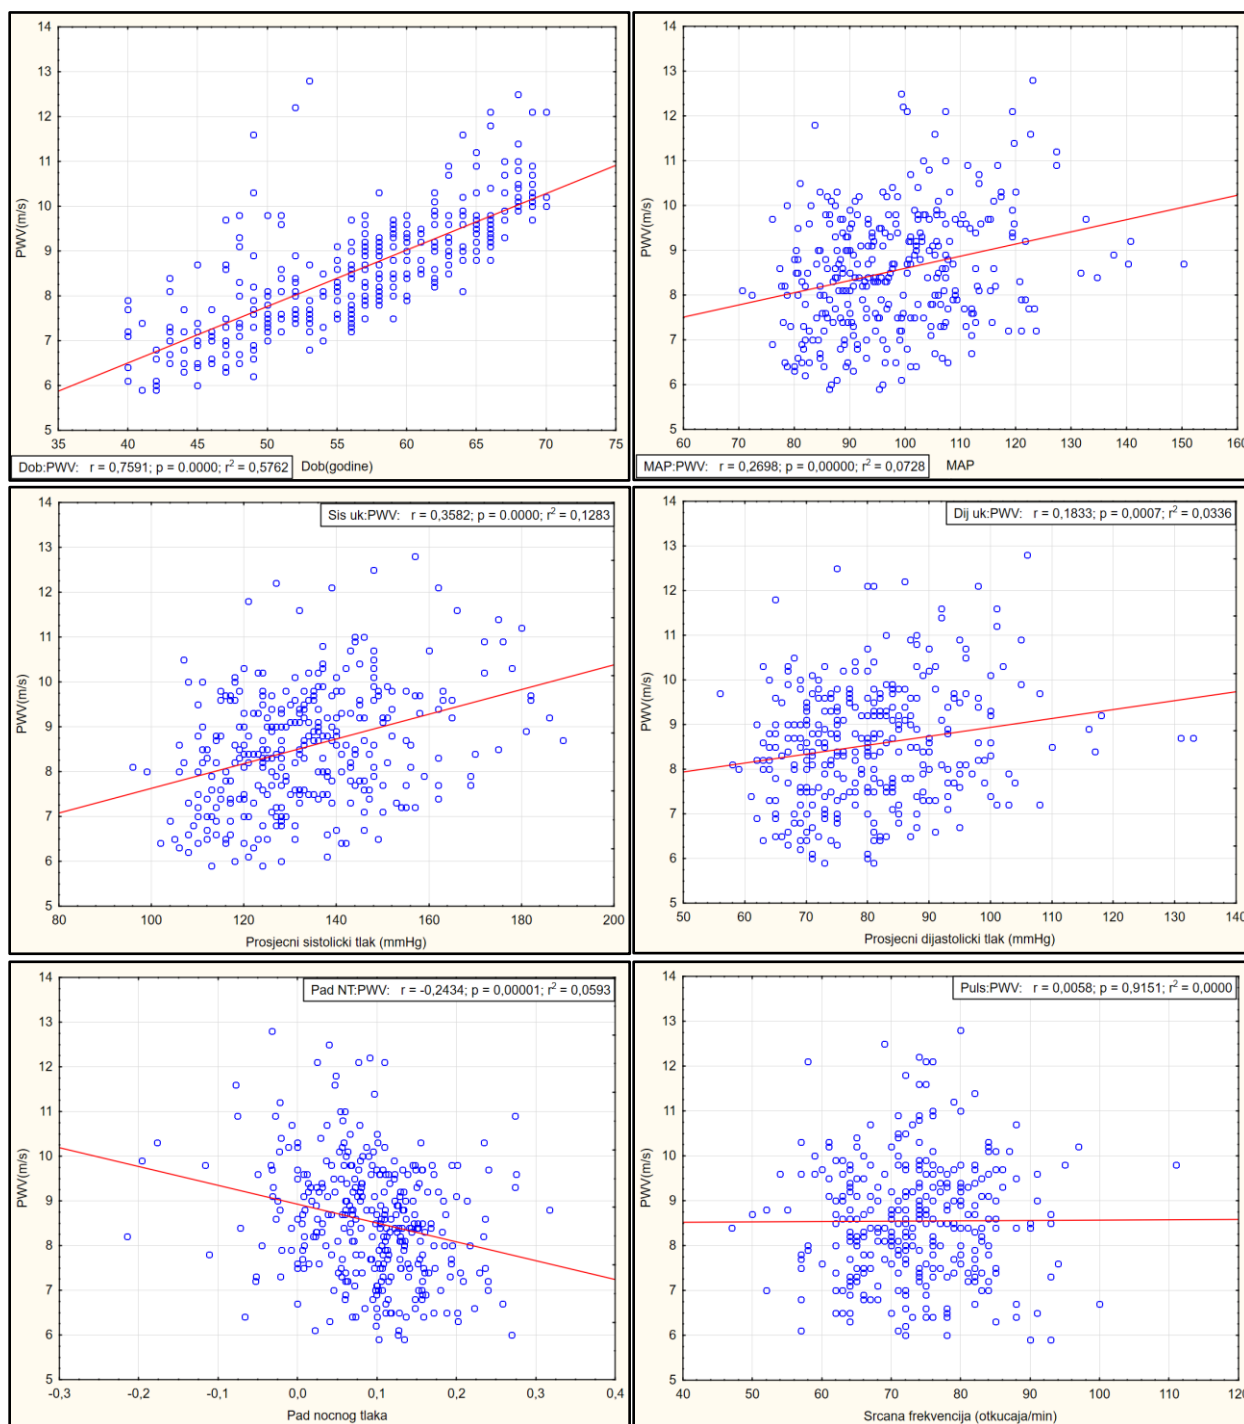 14
13
12
11
10
9
8
7
6
5
PWV(m/s)
35 40 45 50 55 60 65 70 75
Dob:PWV: r = 0,7591; p = 0.0000; r² = 0,5762
Dob(godine)
14
13
12
11
10
9
8
7
6
5
PWV(m/s)
60 70 80 90 100 110 120 130 140 150 160
MAP:PWV: r = 0,2698; p = 0,00000; r² = 0,0728
MAP
Sis uk:PWV: r = 0,3582; p = 0.0000; r² = 0,1283
14
13
12
11
10
9
8
7
6
5
PWV(m/s)
80 100 120 140 160 180 200
Prosjecni sistolicki tlak (mmHg)
Dij uk:PWV: r = 0,1833; p = 0,0007; r² = 0,0336
14
13
12
11
10
9
8
7
6
5
PWV(m/s)
50 60 70 80 90 100 110 120 130 140
Prosjecni dijastolicki tlak (mmHg)
Pad NT:PWV: r = -0,2434; p = 0,00001; r² = 0,0593
14
13
12
11
10
9
8
7
6
5
PWV(m/s)
-0,3 -0,2 -0,1 0,0 0,1 0,2 0,3 0,4
Pad nocnog tlaka
Puls:PWV: r = 0,0058; p = 0,9151; r² = 0,0000
14
13
12
11
10
9
8
7
6
5
PWV(m/s)
40 50 60 70 80 90 100 110 120
Srcana frekvencija (otkucaja/min)